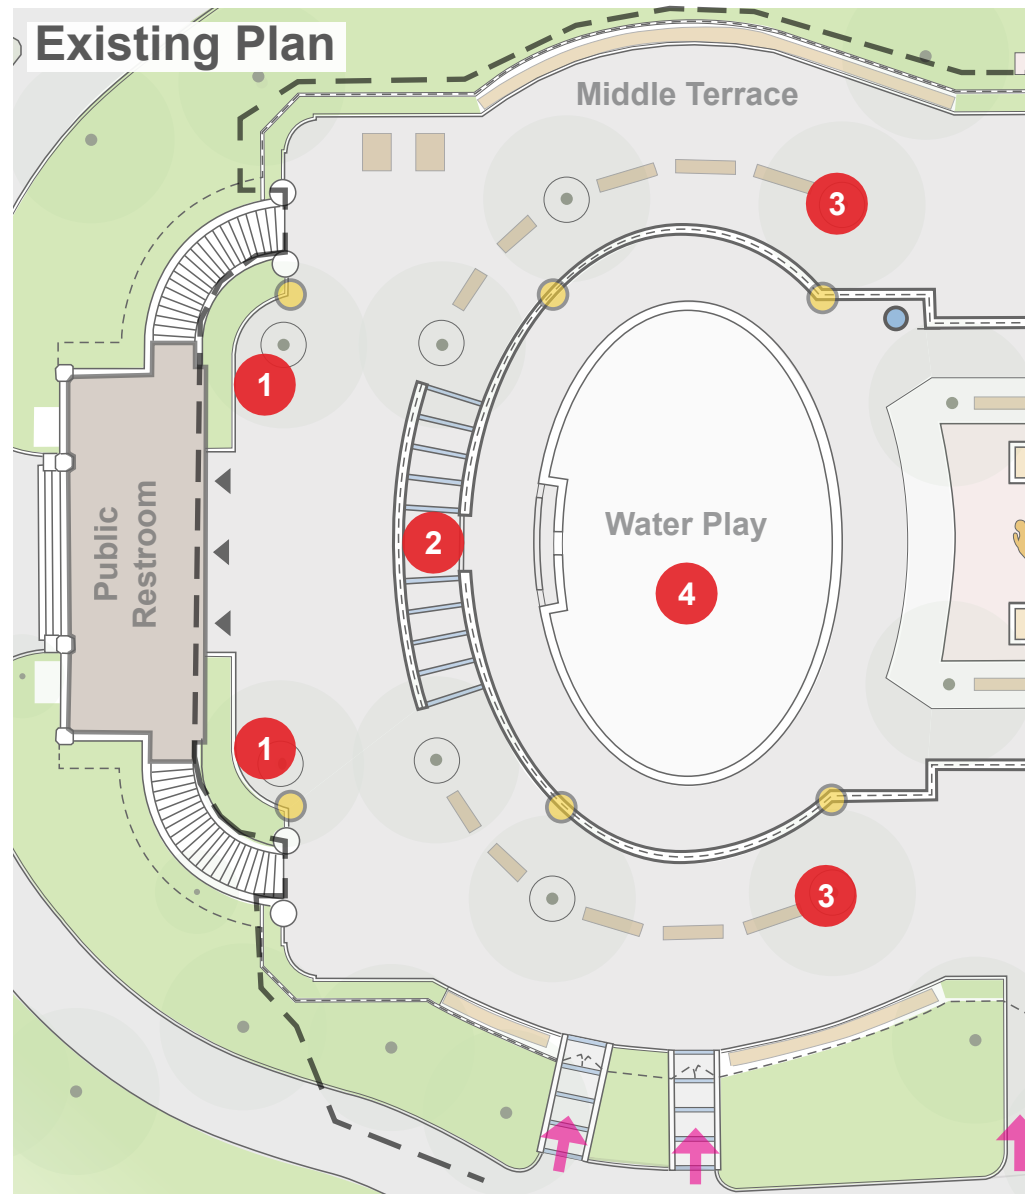 Existing Plan
Middle Terrace
3
1
Public
Restroom
2
Water Play
4
1
3